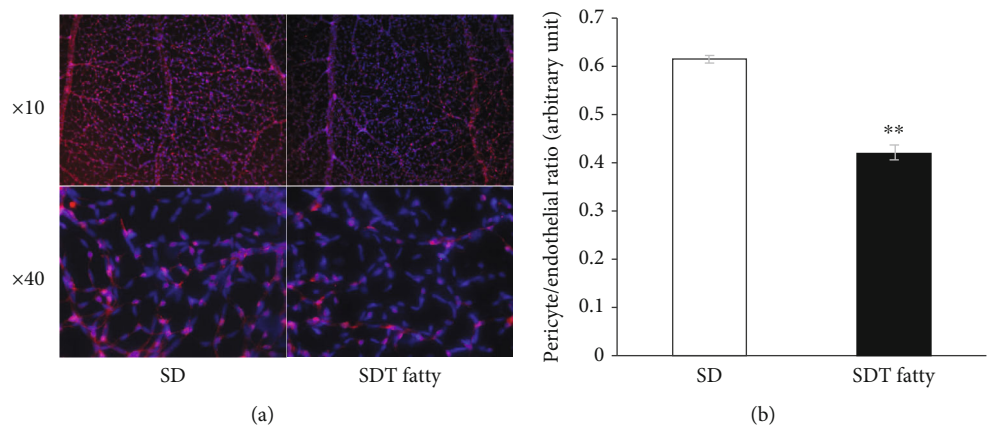 ×10
×40
SD
SDT fatty
(a)
Pericyte/endothelial ratio (arbitrary unit)
0.7
0.6
0.5
0.4
0.3
0.2
0.1
0
**
SD
SDT fatty
(b)